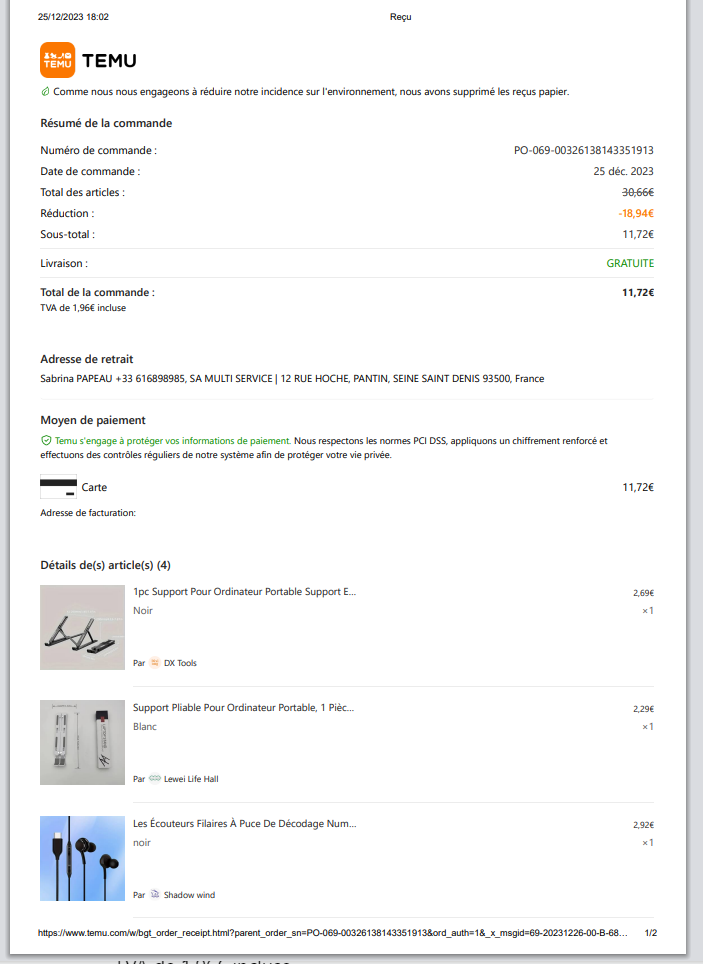 25/12/2023 18:02 Reçu
TEMU TEMU
Comme nous nous engageons à réduire notre incidence sur l'environnement, nous avons supprimé les reçus papier.
Résumé de la commande
Numéro de commande : PO-069-00326138143351913
Date de commande : 25 déc. 2023
Total des articles : 30,66€
Réduction : -18,94€
Sous-total : 11,72€
Livraison : GRATUITE
Total de la commande : 11,72€
TVA de 1,96€ incluse
Adresse de retrait
Sabrina PAPEAU +33 616898985, SA MULTI SERVICE | 12 RUE HOCHE, PANTIN, SEINE SAINT DENIS 93500, France
Moyen de paiement
Temu s'engage à protéger vos informations de paiement. Nous respectons les normes PCI DSS, appliquons un chiffrement renforcé et
effectuons des contrôles réguliers de notre système afin de protéger votre vie privée.
Carte 11,72€
Adresse de facturation:
Détails de(s) article(s) (4)
1pc Support Pour Ordinateur Portable Support E... 2,69€
Noir ×1
Par DX Tools
Support Pliable Pour Ordinateur Portable, 1 Pièc... 2,29€
Blanc ×1
Par Lewei Life Hall
Les Écouteurs Filaires À Puce De Décodage Num... 2,92€
noir ×1
Par Shadow wind
https://www.temu.com/w/bgt_order_receipt.html?parent_order_sn=PO-069-00326138143351913&ord_auth=1&_x_msgid=69-20231226-00-B-68... 1/2